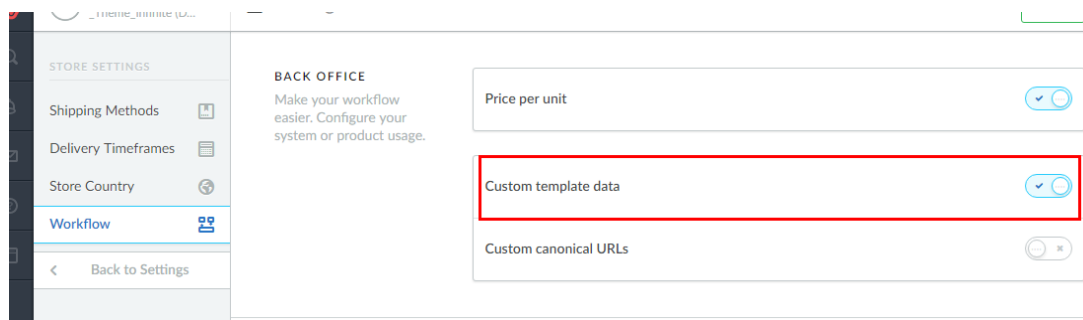 _Theme_Infinite (D...
STORE SETTINGS
Shipping Methods
Delivery Timeframes
Store Country
Workflow
Back to Settings
BACK OFFICE
Make your workflow
easier. Configure your
system or product usage.
Price per unit
Custom template data
Custom canonical URLs